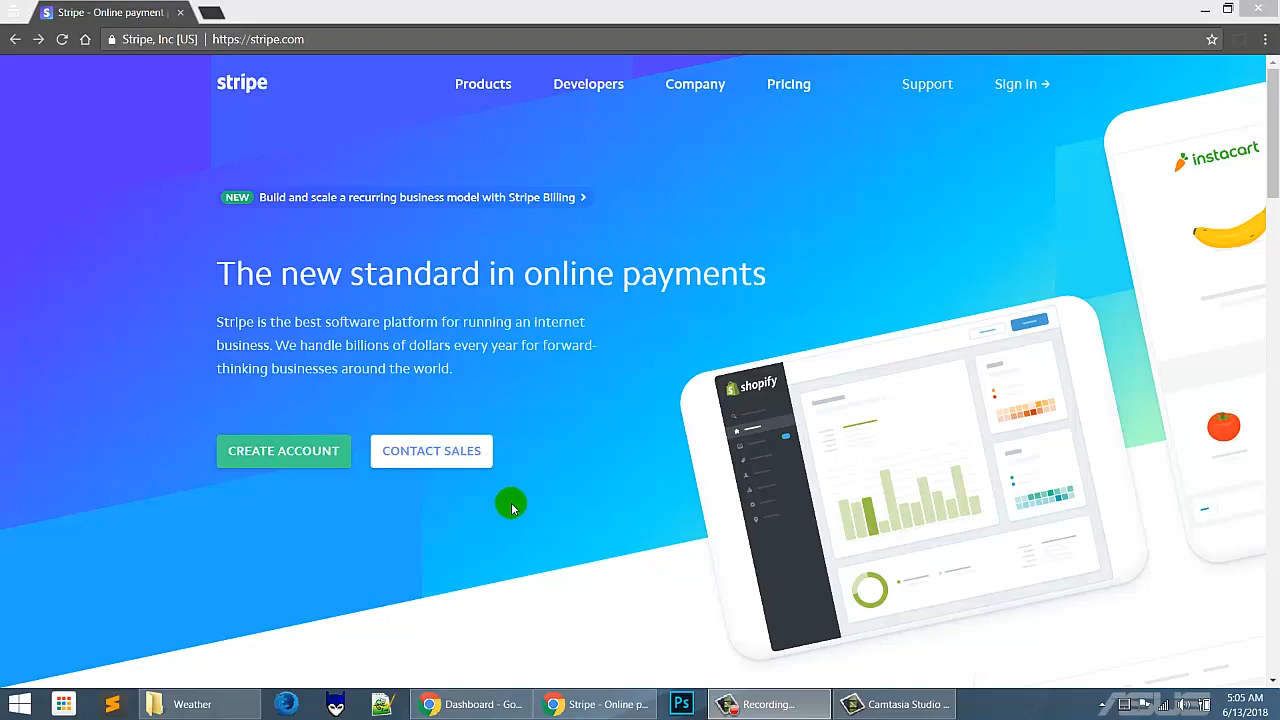 Stripe - Online payment
Stripe, Inc [US] | https://stripe.com
stripe
Products
Developers
Company
Pricing
Support
Sign in →
NEW Build and scale a recurring business model with Stripe Billing >
The new standard in online payments
Stripe is the best software platform for running an internet
business. We handle billions of dollars every year for forward-
thinking businesses around the world.
CREATE ACCOUNT
CONTACT SALES
instacart
shopify
Weather
Dashboard - Go...
Stripe - Online p...
Ps
Recording...
Camtasia Studio ...
ASUS
5:05 AM
6/13/2018